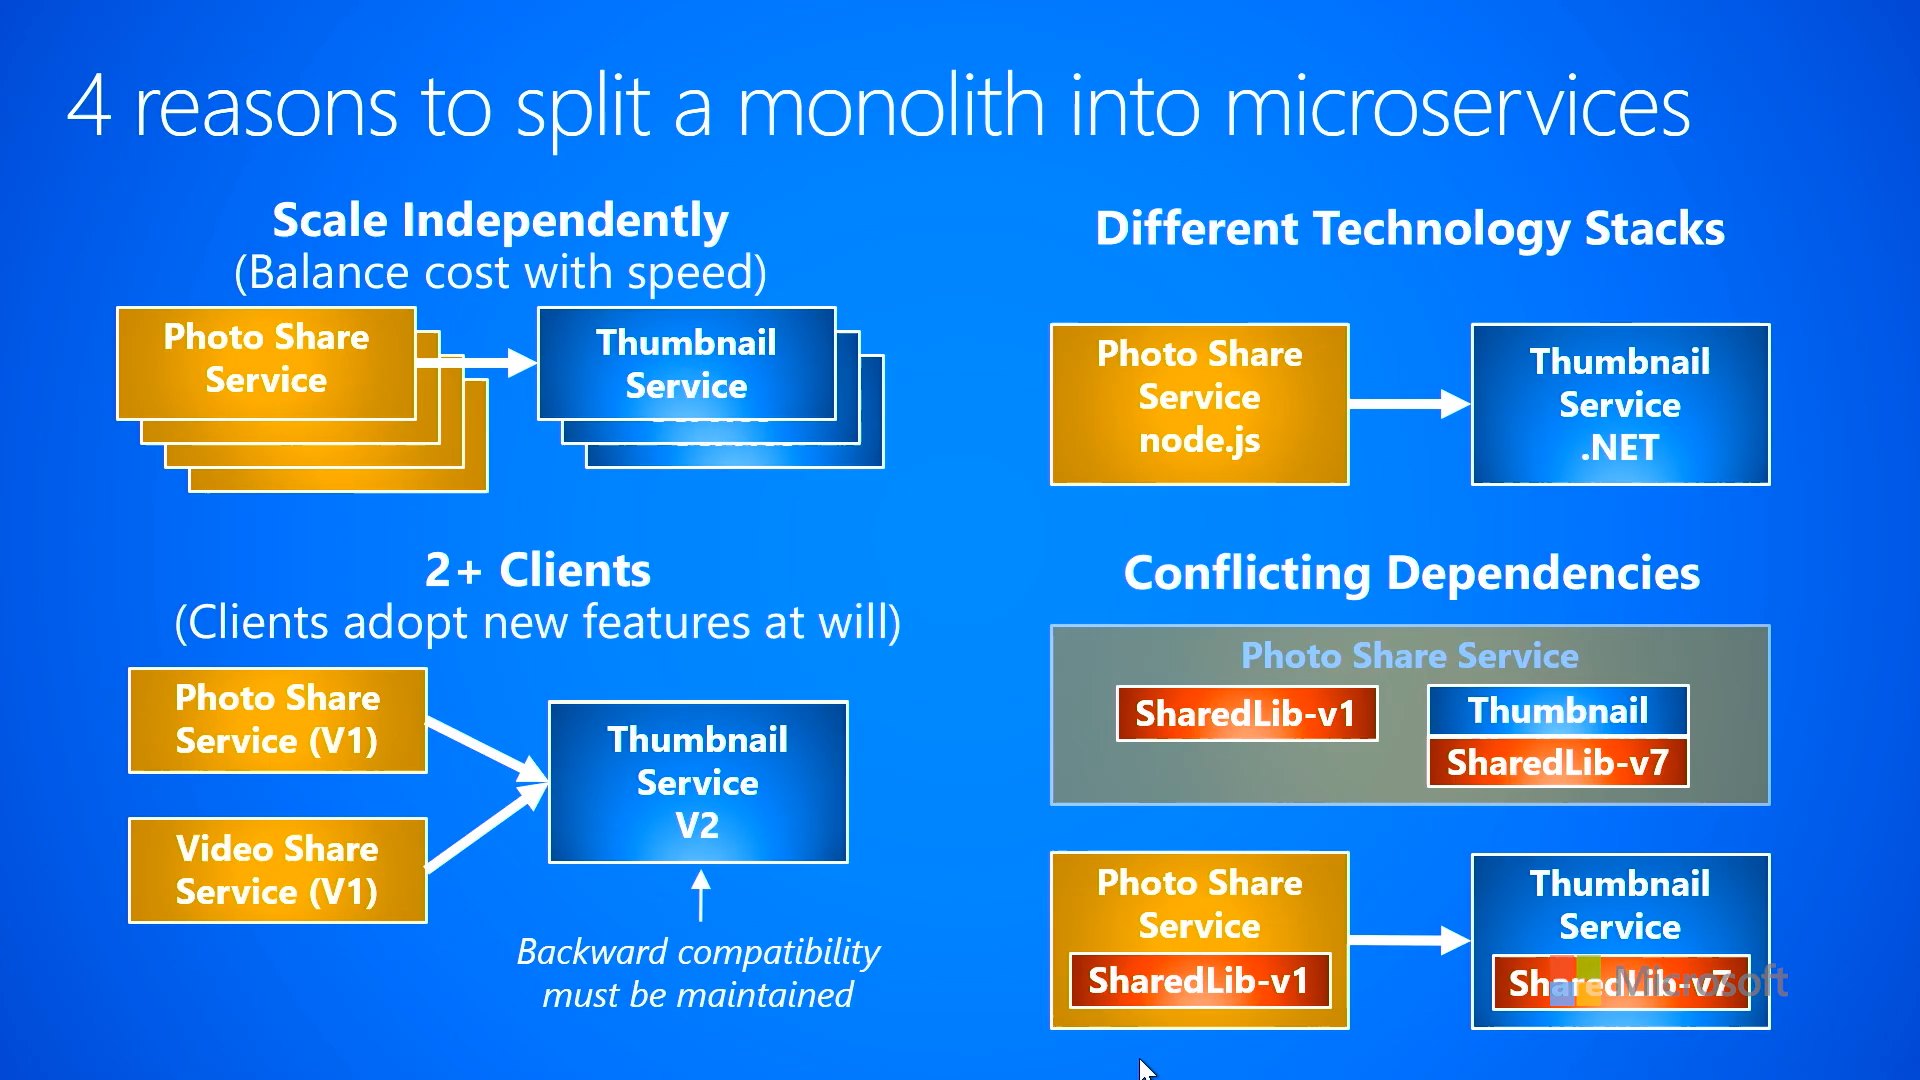 4 reasons to split a monolith into microservices
Scale Independently
(Balance cost with speed)
Photo Share
Service
Thumbnail
Service
Different Technology Stacks
Photo Share
Service
node.js
Thumbnail
Service
.NET
2+ Clients
(Clients adopt new features at will)
Photo Share
Service (V1)
Video Share
Service (V1)
Thumbnail
Service
V2
Backward compatibility
must be maintained
Conflicting Dependencies
Photo Share Service
SharedLib-v1
Thumbnail
SharedLib-v7
Photo Share
Service
SharedLib-v1
Thumbnail
Service
SharedLib-v7
Microsoft